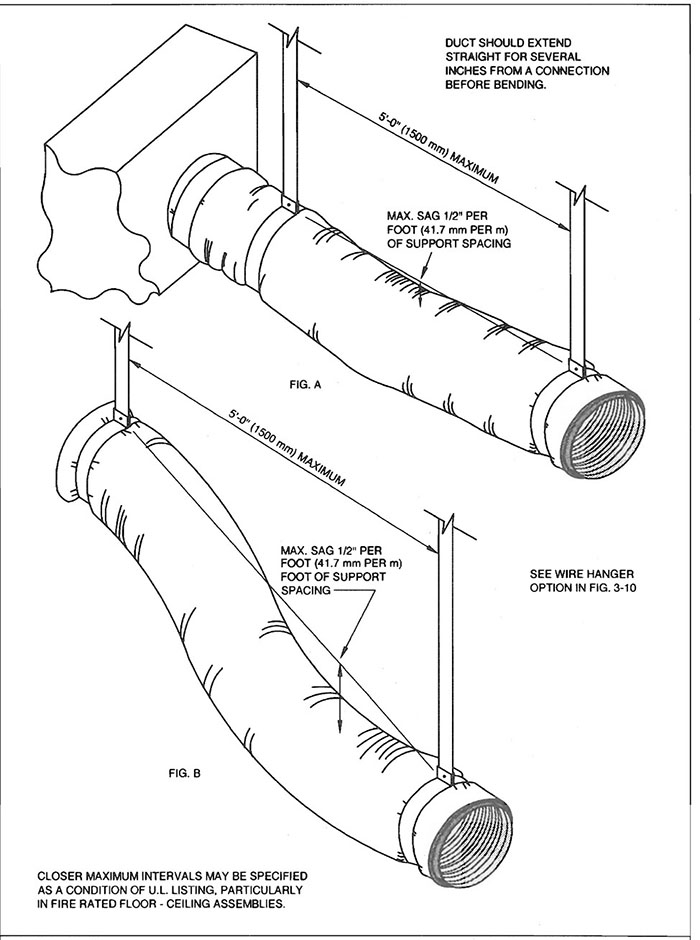 DUCT SHOULD EXTEND
STRAIGHT FOR SEVERAL
INCHES FROM A CONNECTION
BEFORE BENDING.
5'-0" (1500 mm) MAXIMUM
MAX. SAG 1/2" PER
FOOT (41.7 mm PER m)
OF SUPPORT SPACING
FIG. A
5'-0" (1500 mm) MAXIMUM
MAX. SAG 1/2" PER
FOOT (41.7 mm PER m)
FOOT OF SUPPORT
SPACING
SEE WIRE HANGER
OPTION IN FIG. 3-10
FIG. B
CLOSER MAXIMUM INTERVALS MAY BE SPECIFIED
AS A CONDITION OF U.L. LISTING, PARTICULARLY
IN FIRE RATED FLOOR - CEILING ASSEMBLIES.